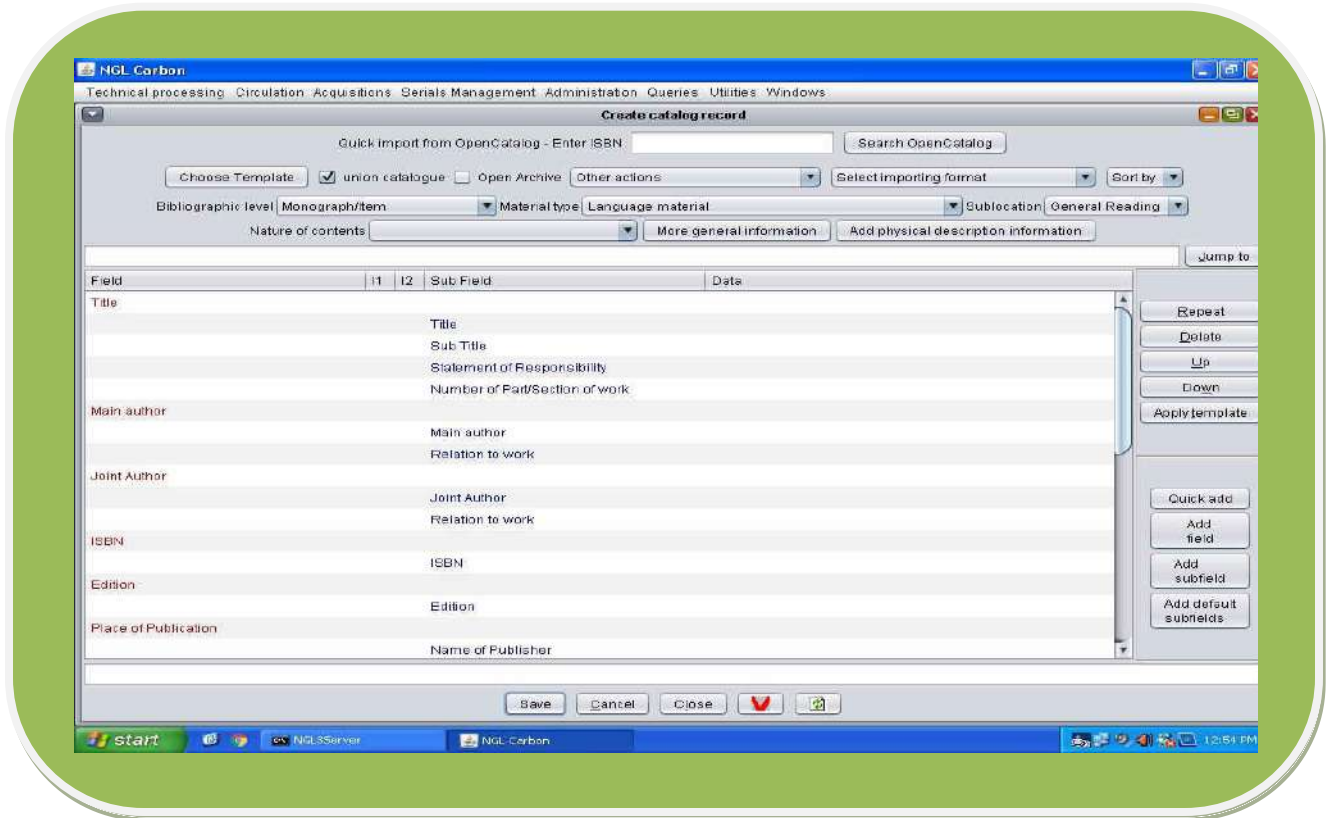 NGL Carbon
Technical processing Circulation Acquisitions Serials Management Administration Queries Utilities Windows
Create catalog record
Quick import from OpenCatalog - Enter ISBN Search OpenCatalog
Choose Template union catalogue Open Archive Other actions Select importing format Sort by
Bibliographic level Monograph/Item Material type Language material Sublocation General Reading
Nature of contents More general information Add physical description information
Jump to
Field I1 I2 Sub Field Data
Title
Title
Sub Title
Statement of Responsibility
Number of Part/Section of work
Main author
Main author
Relation to work
Joint Author
Joint Author
Relation to work
ISBN
ISBN
Edition
Edition
Place of Publication
Name of Publisher
Repeat
Delete
Up
Down
Apply template
Quick add
Add
field
Add
subfield
Add default
subfields
Save Cancel Close
start NGL3Server NGL Carbon 12:54 PM